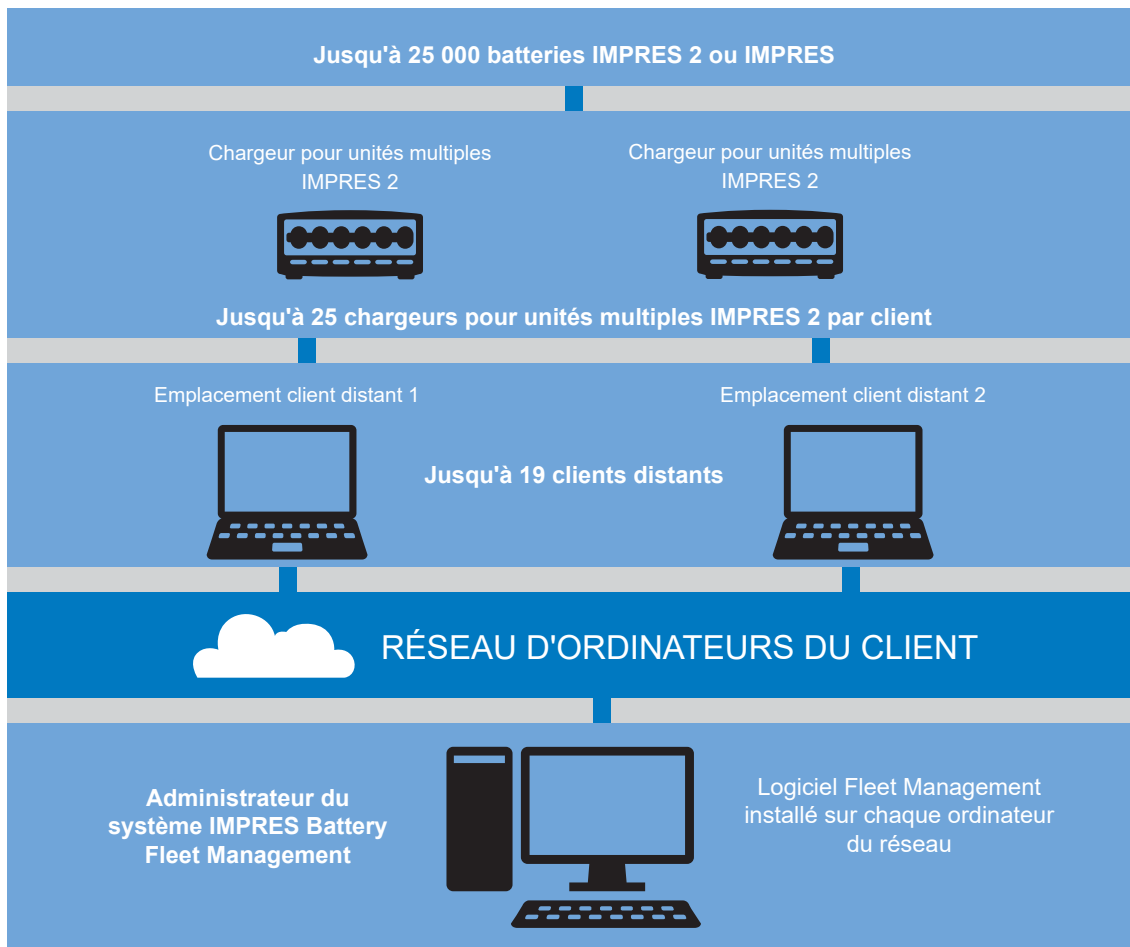 Jusqu'à 25 000 batteries IMPRES 2 ou IMPRES
Chargeur pour unités multiples
IMPRES 2
Chargeur pour unités multiples
IMPRES 2
Jusqu'à 25 chargeurs pour unités multiples IMPRES 2 par client
Emplacement client distant 1
Emplacement client distant 2
Jusqu'à 19 clients distants
RÉSEAU D'ORDINATEURS DU CLIENT
Administrateur du
système IMPRES Battery
Fleet Management
Logiciel Fleet Management
installé sur chaque ordinateur
du réseau